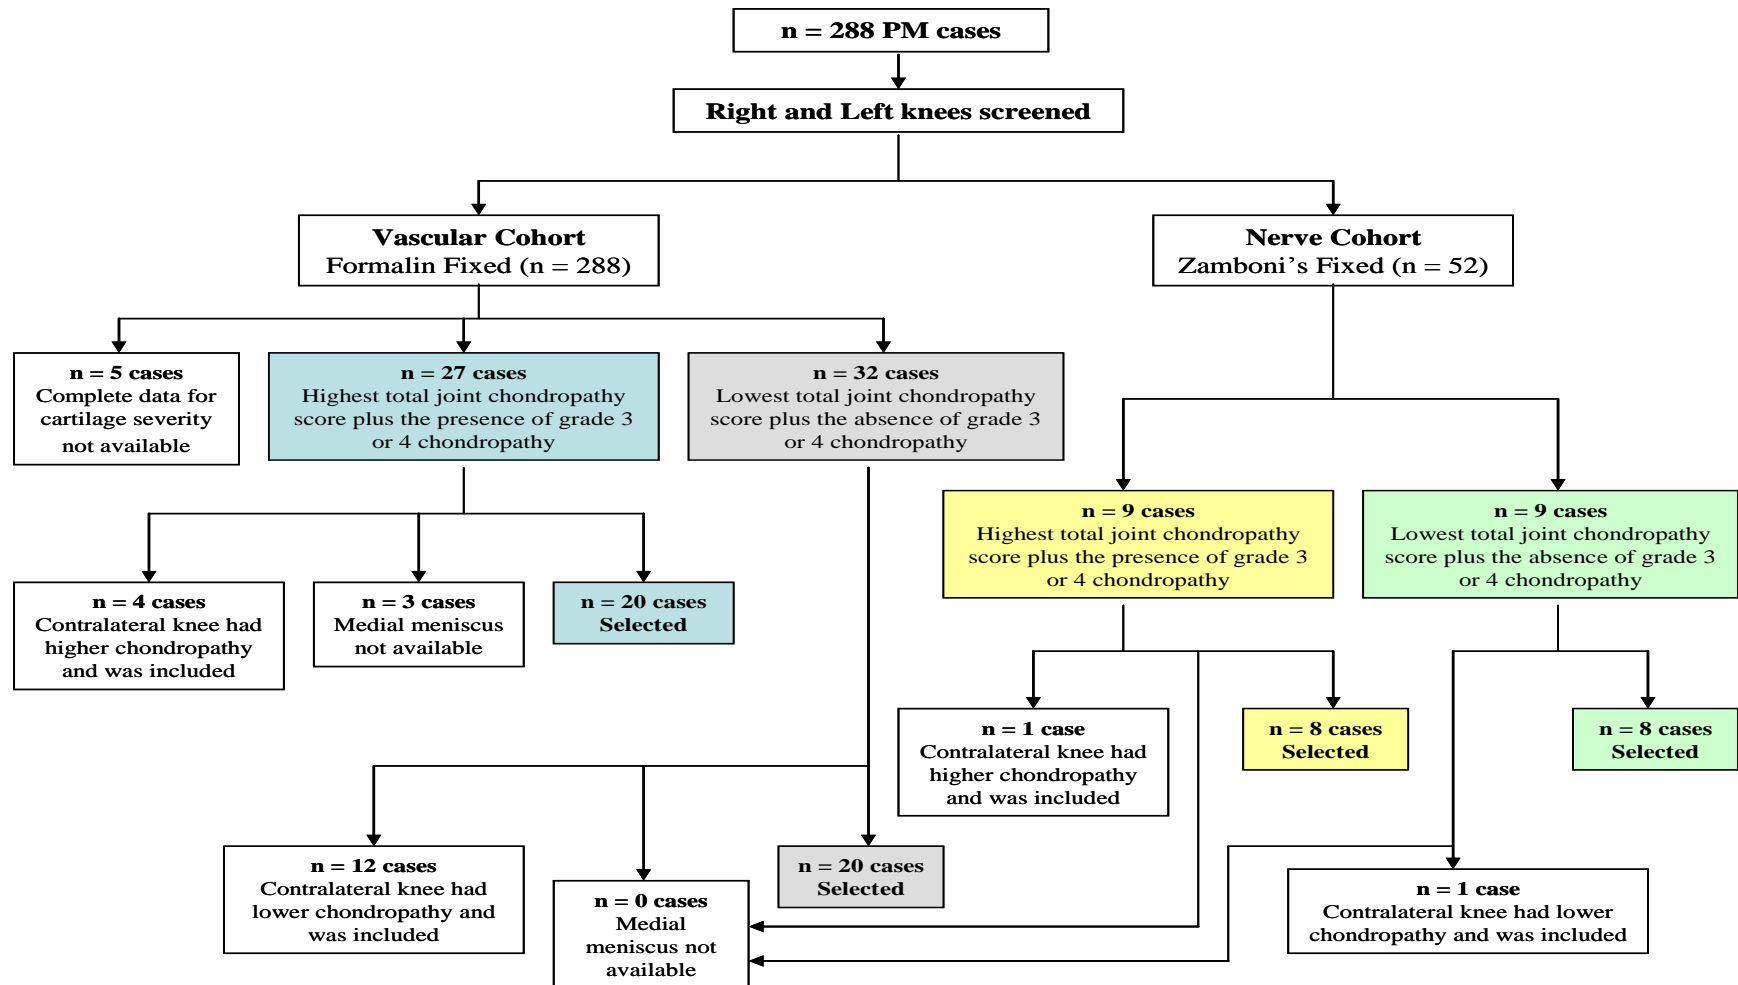 n = 288 PM cases
Right and Left knees screened
Vascular Cohort
Formalin Fixed (n = 288)
Nerve Cohort
Zamboni's Fixed (n = 52)
n = 5 cases
Complete data for
cartilage severity
not available
n = 27 cases
Highest total joint chondropathy
score plus the presence of grade 3
or 4 chondropathy
n = 32 cases
Lowest total joint chondropathy
score plus the absence of grade 3
or 4 chondropathy
n = 9 cases
Highest total joint chondropathy
score plus the presence of grade 3
or 4 chondropathy
n = 9 cases
Lowest total joint chondropathy
score plus the absence of grade 3
or 4 chondropathy
n = 4 cases
Contralateral knee had
higher chondropathy
and was included
n = 3 cases
Medial meniscus
not available
n = 20 cases
Selected
n = 1 case
Contralateral knee had
higher chondropathy
and was included
n = 8 cases
Selected
n = 8 cases
Selected
n = 12 cases
Contralateral knee had
lower chondropathy and
was included
n = 0 cases
Medial
meniscus not
available
n = 20 cases
Selected
n = 1 case
Contralateral knee had lower
chondropathy and was included